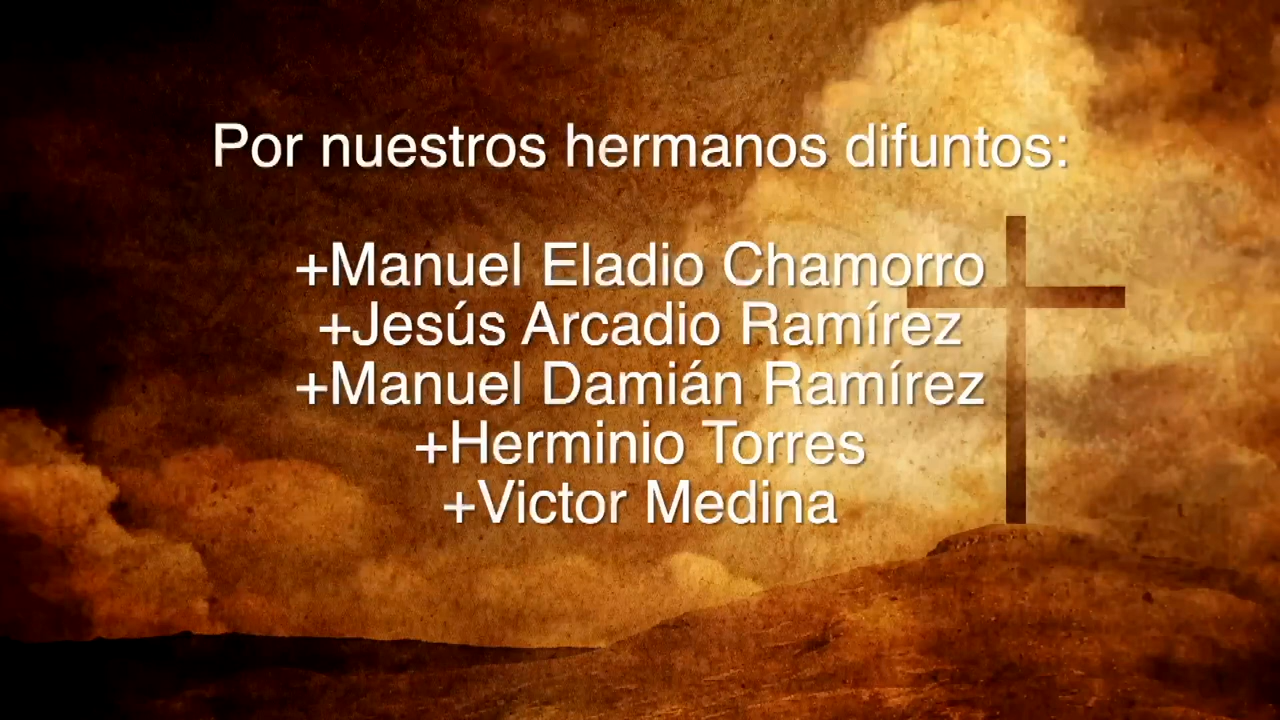 Por nuestros hermanos difuntos:
+Manuel Eladio Chamorro
+Jesús Arcadio Ramírez
+Manuel Damián Ramírez
+Herminio Torres
+Victor Medina